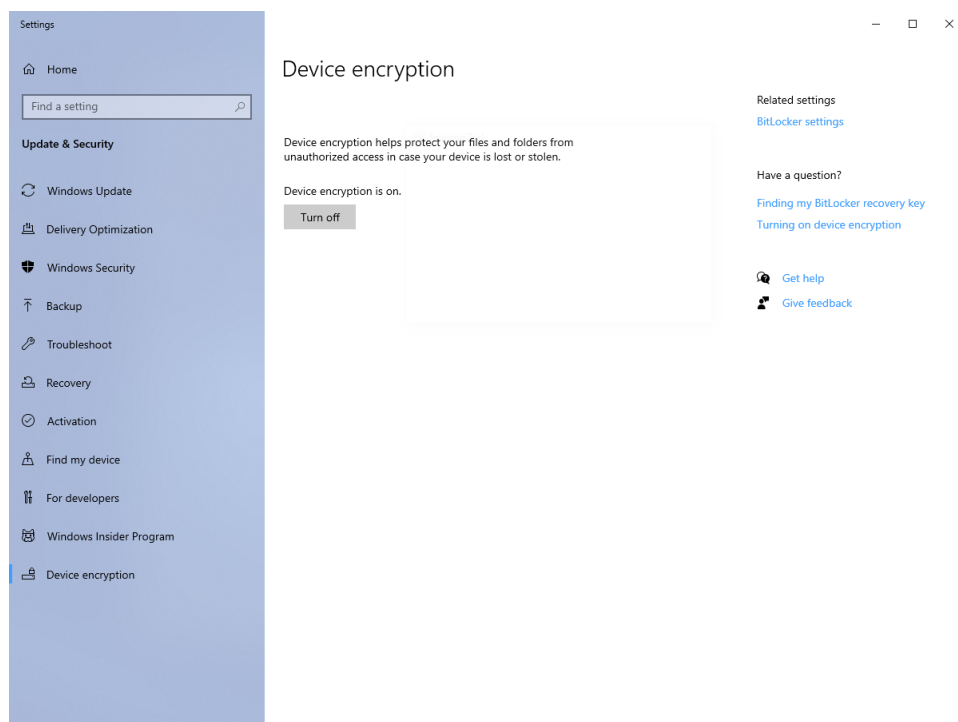 Settings
Home
Find a setting
Update & Security
Windows Update
Delivery Optimization
Windows Security
Backup
Troubleshoot
Recovery
Activation
Find my device
For developers
Windows Insider Program
Device encryption
Device encryption
Device encryption helps protect your files and folders from
unauthorized access in case your device is lost or stolen.
Device encryption is on.
Turn off
Related settings
BitLocker settings
Have a question?
Finding my BitLocker recovery key
Turning on device encryption
Get help
Give feedback